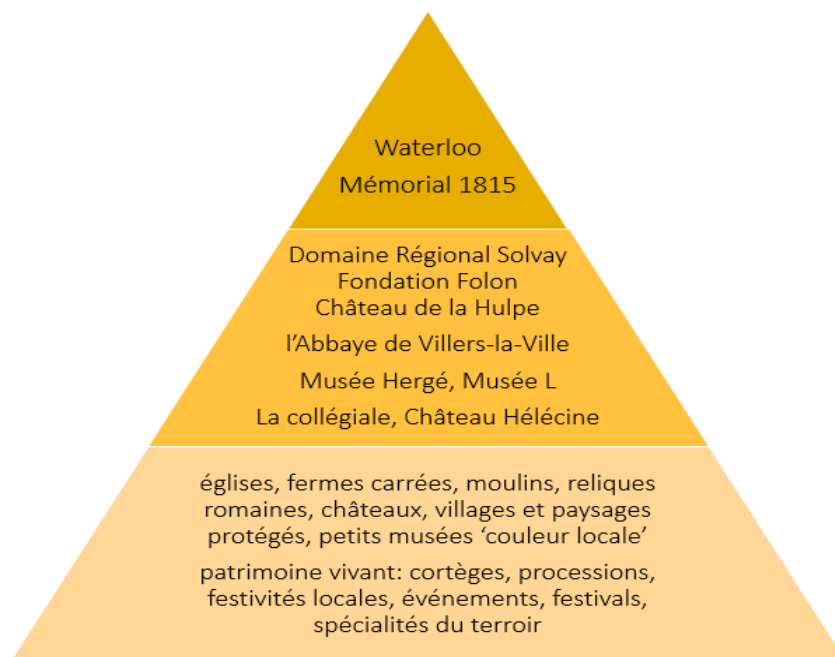 Waterloo
Mémorial 1815
Domaine Régional Solvay
Fondation Folon
Château de la Hulpe
l’Abbaye de Villers-la-Ville
Musée Hergé, Musée L
La collégiale, Château Hélécine
églises, fermes carrées, moulins, reliques
romaines, châteaux, villages et paysages
protégés, petits musées ‘couleur locale’
patrimoine vivant: cortèges, processions,
festivités locales, événements, festivals,
spécialités du terroir